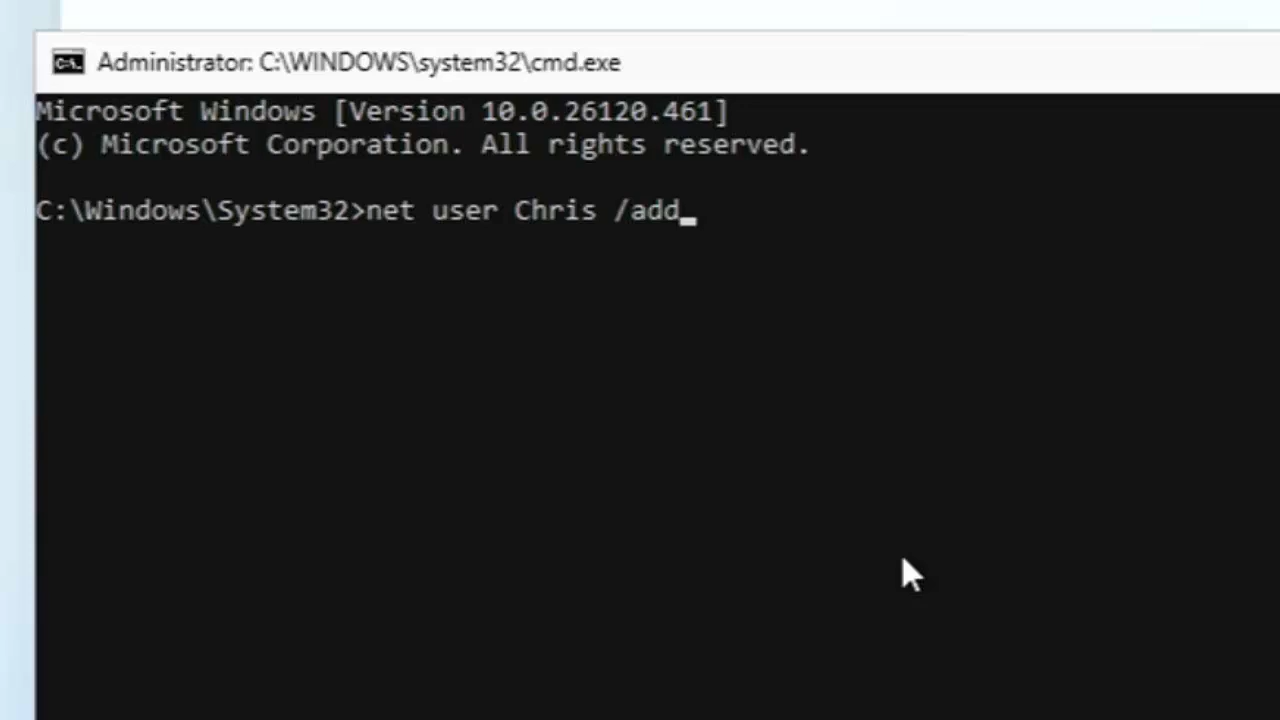 Administrator: C:\WINDOWS\system32\cmd.exe
Microsoft Windows [Version 10.0.26120.461]
(c) Microsoft Corporation. All rights reserved.
C:\Windows\System32>net user Chris /add